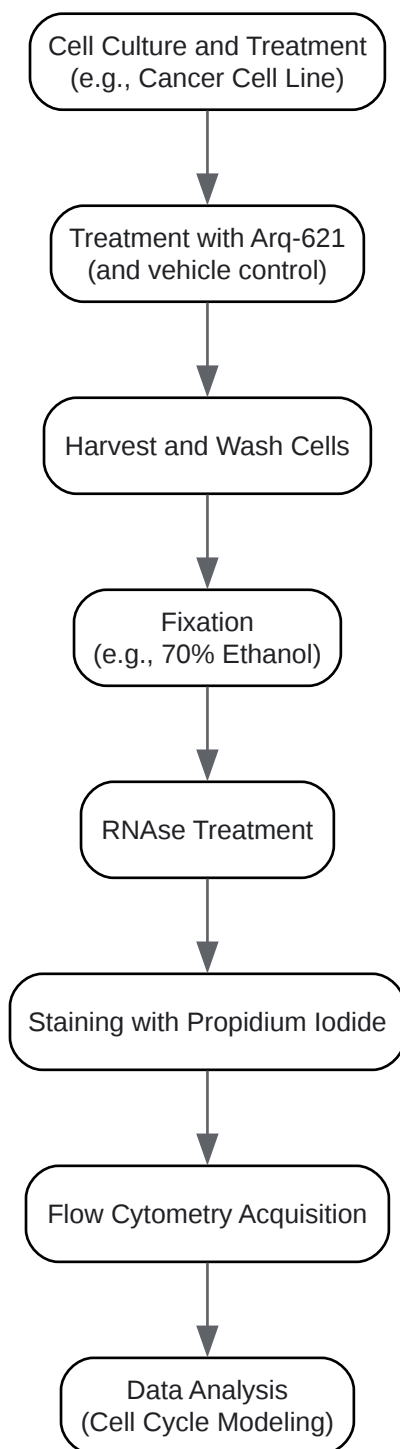 Cell Culture and Treatment
(e.g., Cancer Cell Line)
Treatment with Arq-621
(and vehicle control)
Harvest and Wash Cells
Fixation
(e.g., 70% Ethanol)
RNAse Treatment
Staining with Propidium Iodide
Flow Cytometry Acquisition
Data Analysis
(Cell Cycle Modeling)